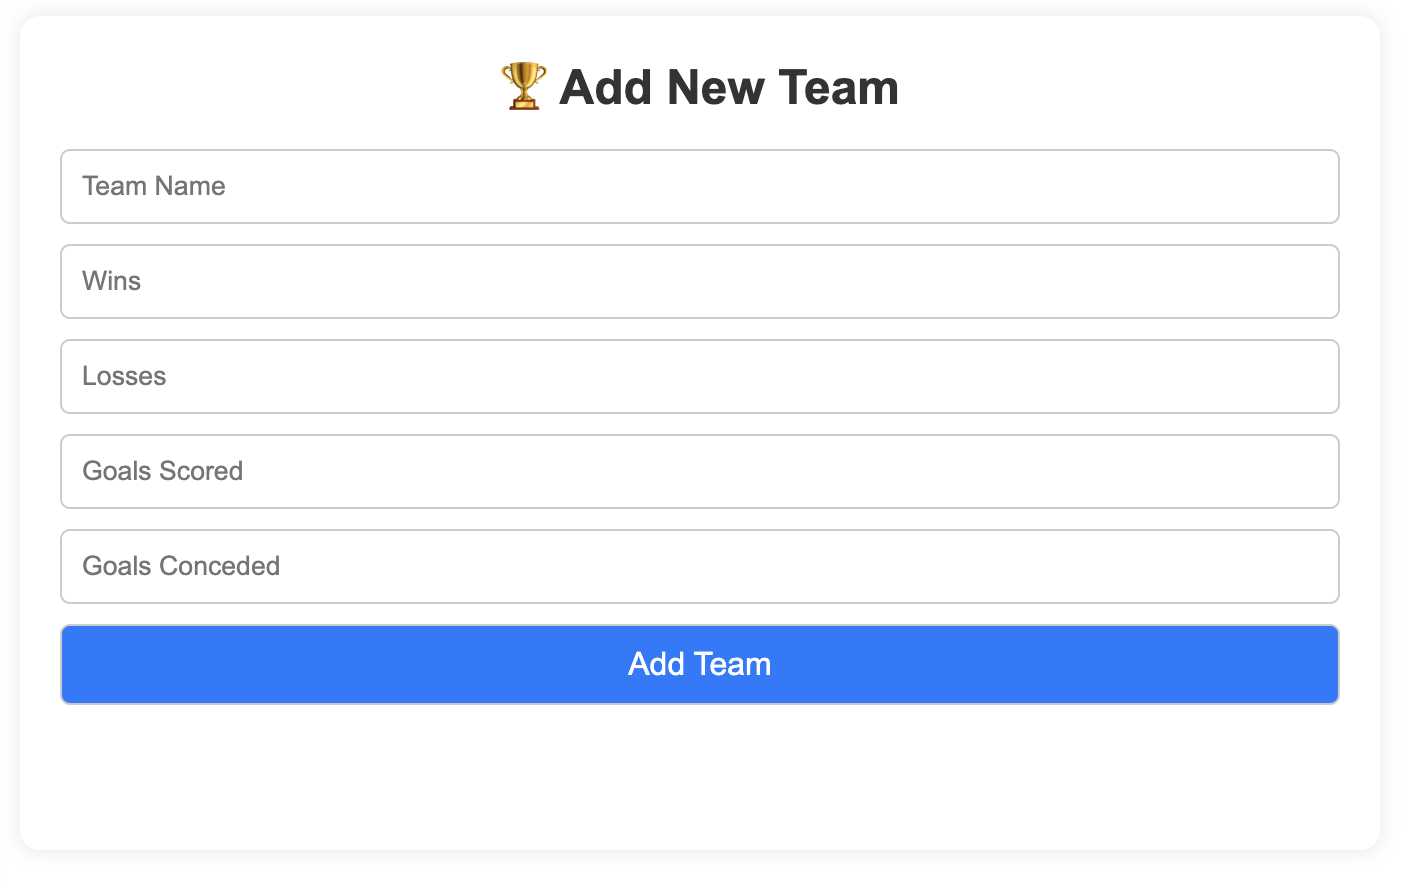 🏆 Add New Team
Team Name
Wins
Losses
Goals Scored
Goals Conceded
Add Team